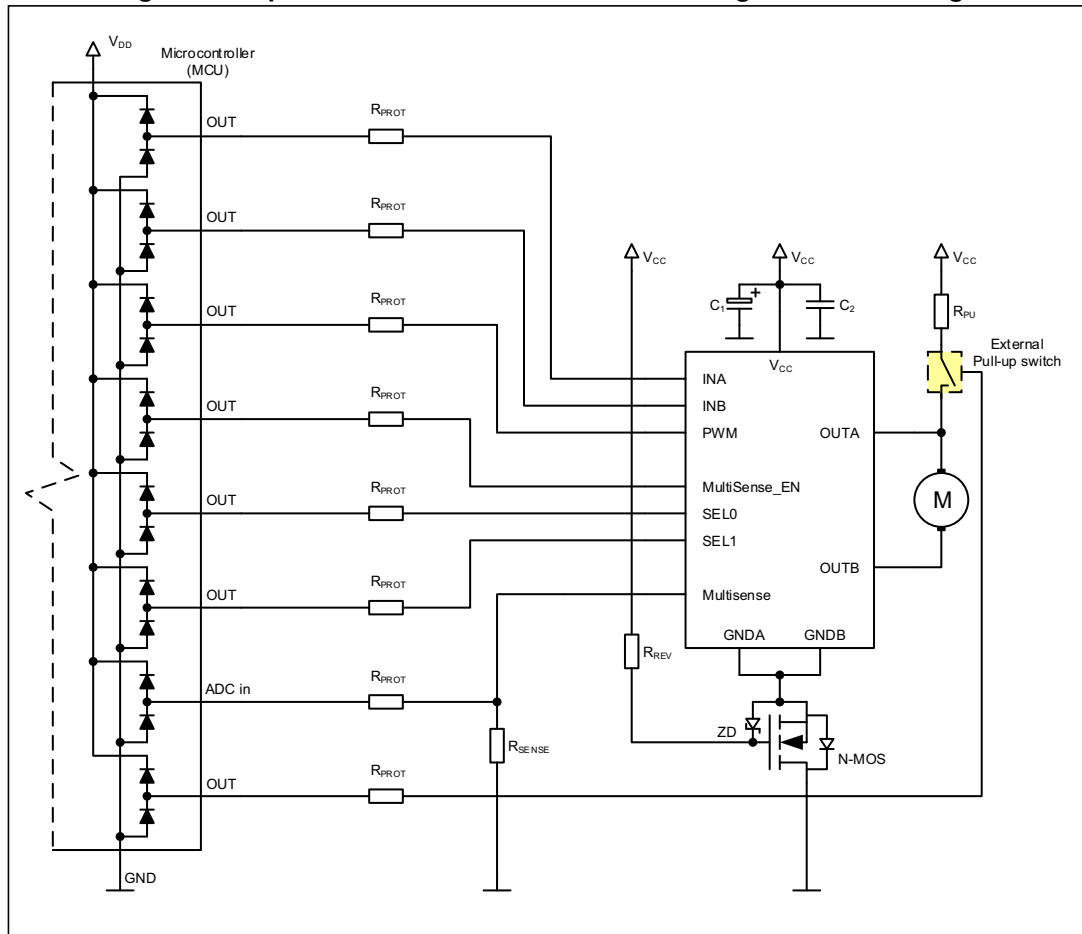 V_DD
Microcontroller
(MCU)
OUT
R_PROT
OUT
R_PROT
OUT
R_PROT
OUT
R_PROT
OUT
R_PROT
OUT
R_PROT
ADC in
R_PROT
OUT
R_PROT
GND
R_SENSE
V_CC
R_REV
V_CC
C_1
+
C_2
V_CC
INA
INB
PWM
MultiSense_EN
SEL0
SEL1
Multisense
OUTA
OUTB
GNDA
GNDB
V_CC
R_PU
External
Pull-up switch
M
ZD
N-MOS